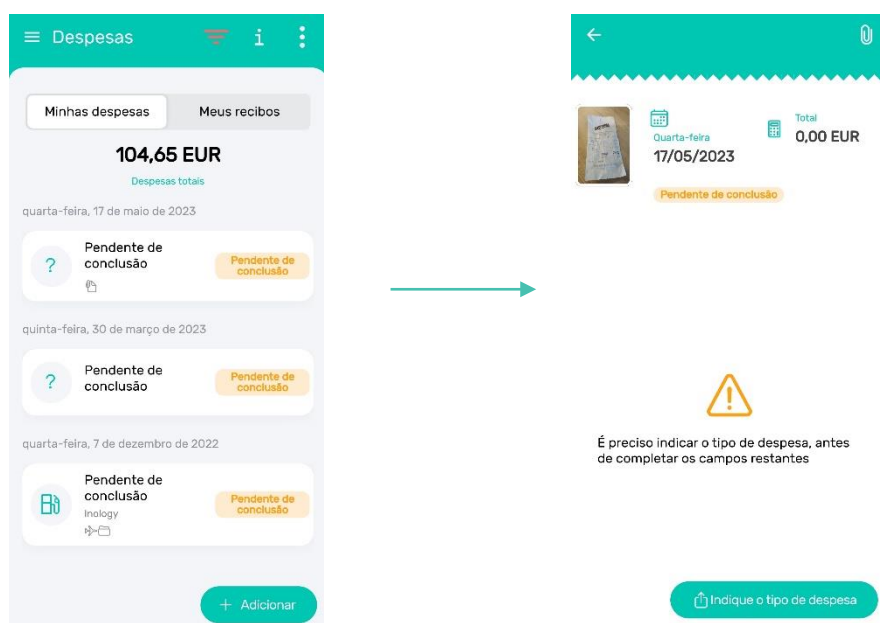 Despesas
Minhas despesas
Meus recibos
104,65 EUR
Despesas totais
quarta-feira, 17 de maio de 2023
Pendente de
conclusão
Pendente de
conclusão
quinta-feira, 30 de março de 2023
Pendente de
conclusão
Pendente de
conclusão
quarta-feira, 7 de dezembro de 2022
Pendente de
conclusão
Inology
Pendente de
conclusão
+ Adicionar
Quarta-feira
17/05/2023
Total
0,00 EUR
Pendente de conclusão
É preciso indicar o tipo de despesa, antes
de completar os campos restantes
Indique o tipo de despesa